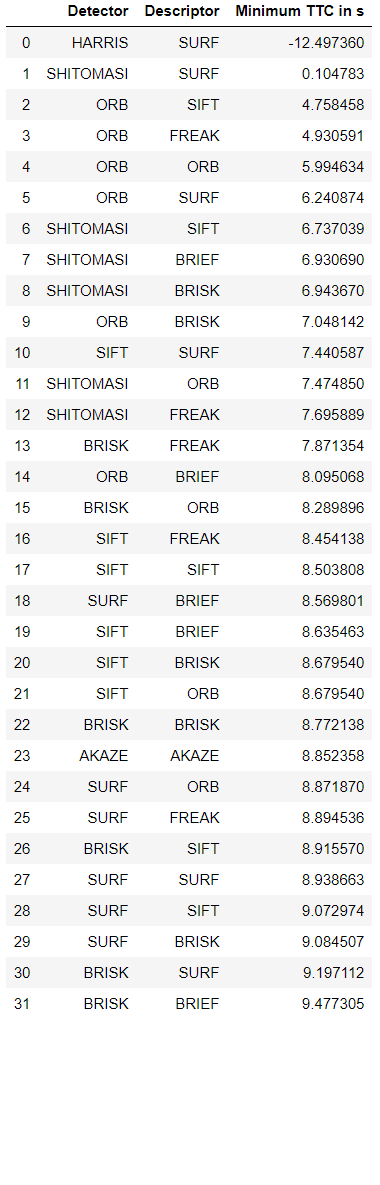 Detector Descriptor Minimum TTC in s
0 HARRIS SURF -12.497360
1 SHITOMASI SURF 0.104783
2 ORB SIFT 4.758458
3 ORB FREAK 4.930591
4 ORB ORB 5.994634
5 ORB SURF 6.240874
6 SHITOMASI SIFT 6.737039
7 SHITOMASI BRIEF 6.930690
8 SHITOMASI BRISK 6.943670
9 ORB BRISK 7.048142
10 SIFT SURF 7.440587
11 SHITOMASI ORB 7.474850
12 SHITOMASI FREAK 7.695889
13 BRISK FREAK 7.871354
14 ORB BRIEF 8.095068
15 BRISK ORB 8.289896
16 SIFT FREAK 8.454138
17 SIFT SIFT 8.503808
18 SURF BRIEF 8.569801
19 SIFT BRIEF 8.635463
20 SIFT BRISK 8.679540
21 SIFT ORB 8.679540
22 BRISK BRISK 8.772138
23 AKAZE AKAZE 8.852358
24 SURF ORB 8.871870
25 SURF FREAK 8.894536
26 BRISK SIFT 8.915570
27 SURF SURF 8.938663
28 SURF SIFT 9.072974
29 SURF BRISK 9.084507
30 BRISK SURF 9.197112
31 BRISK BRIEF 9.477305